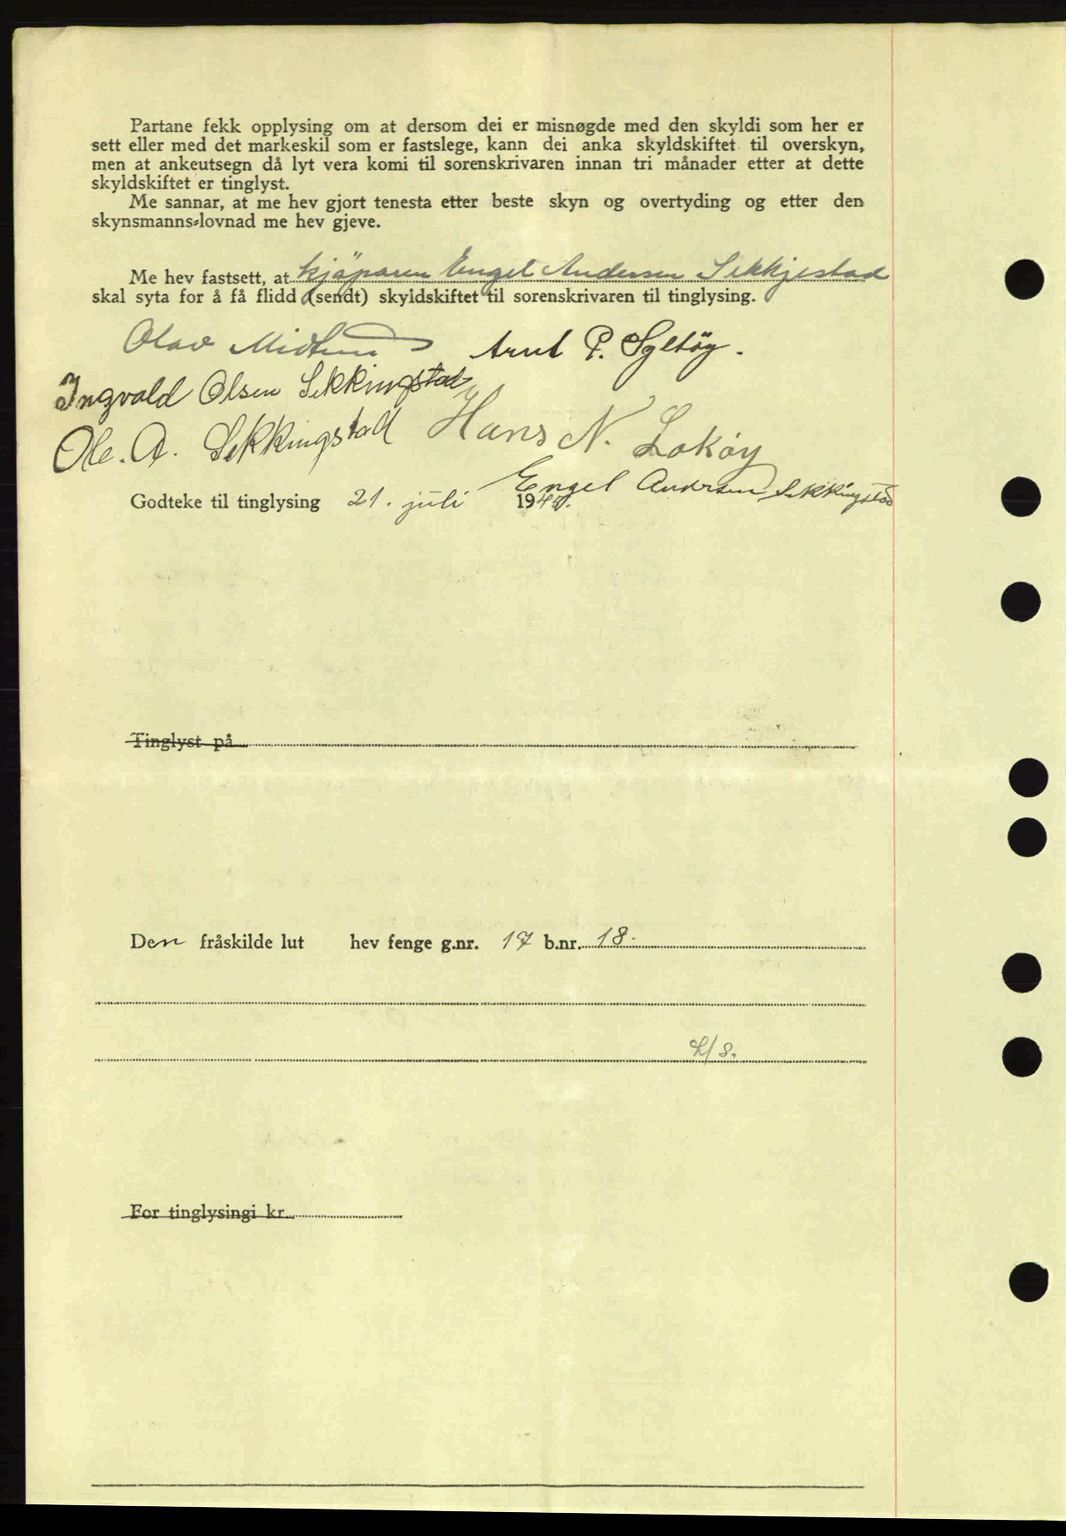 Partane fekk opplysing om at dersom dei er misnøgde med den skyldi som her er
sett eller med det markeskil som er fastslege, kann dei anka skyldskiftet til overskyn,
men at ankeutsegn då lyt vera komi til sorenskrivaren innan tri månader etter at dette
skyldskiftet er tinglyst.
Me sannar, at me hev gjort tenesta etter beste skyn og overtyding og etter den
skynsmanns-lovnad me hev gjeve.
Me hev fastsett, at kjöparen Engel Andersen Sekkjestad
skal syta for å få flidd (sendt) skyldskiftet til sorenskrivaren til tinglysing.
Olav Midtun Arnt P. Syltöy.
Ingvald Olsen Sekkingstad
Ole. A. Sekkingstad Hans N. Lokøy
Engel Andersen Sekkingstad
Godteke til tinglysing 21. juli 19
Tinglyst på
Den fråskilde lut hev fenge g.nr. 17 b.nr. 18.
For tinglysingi kr.